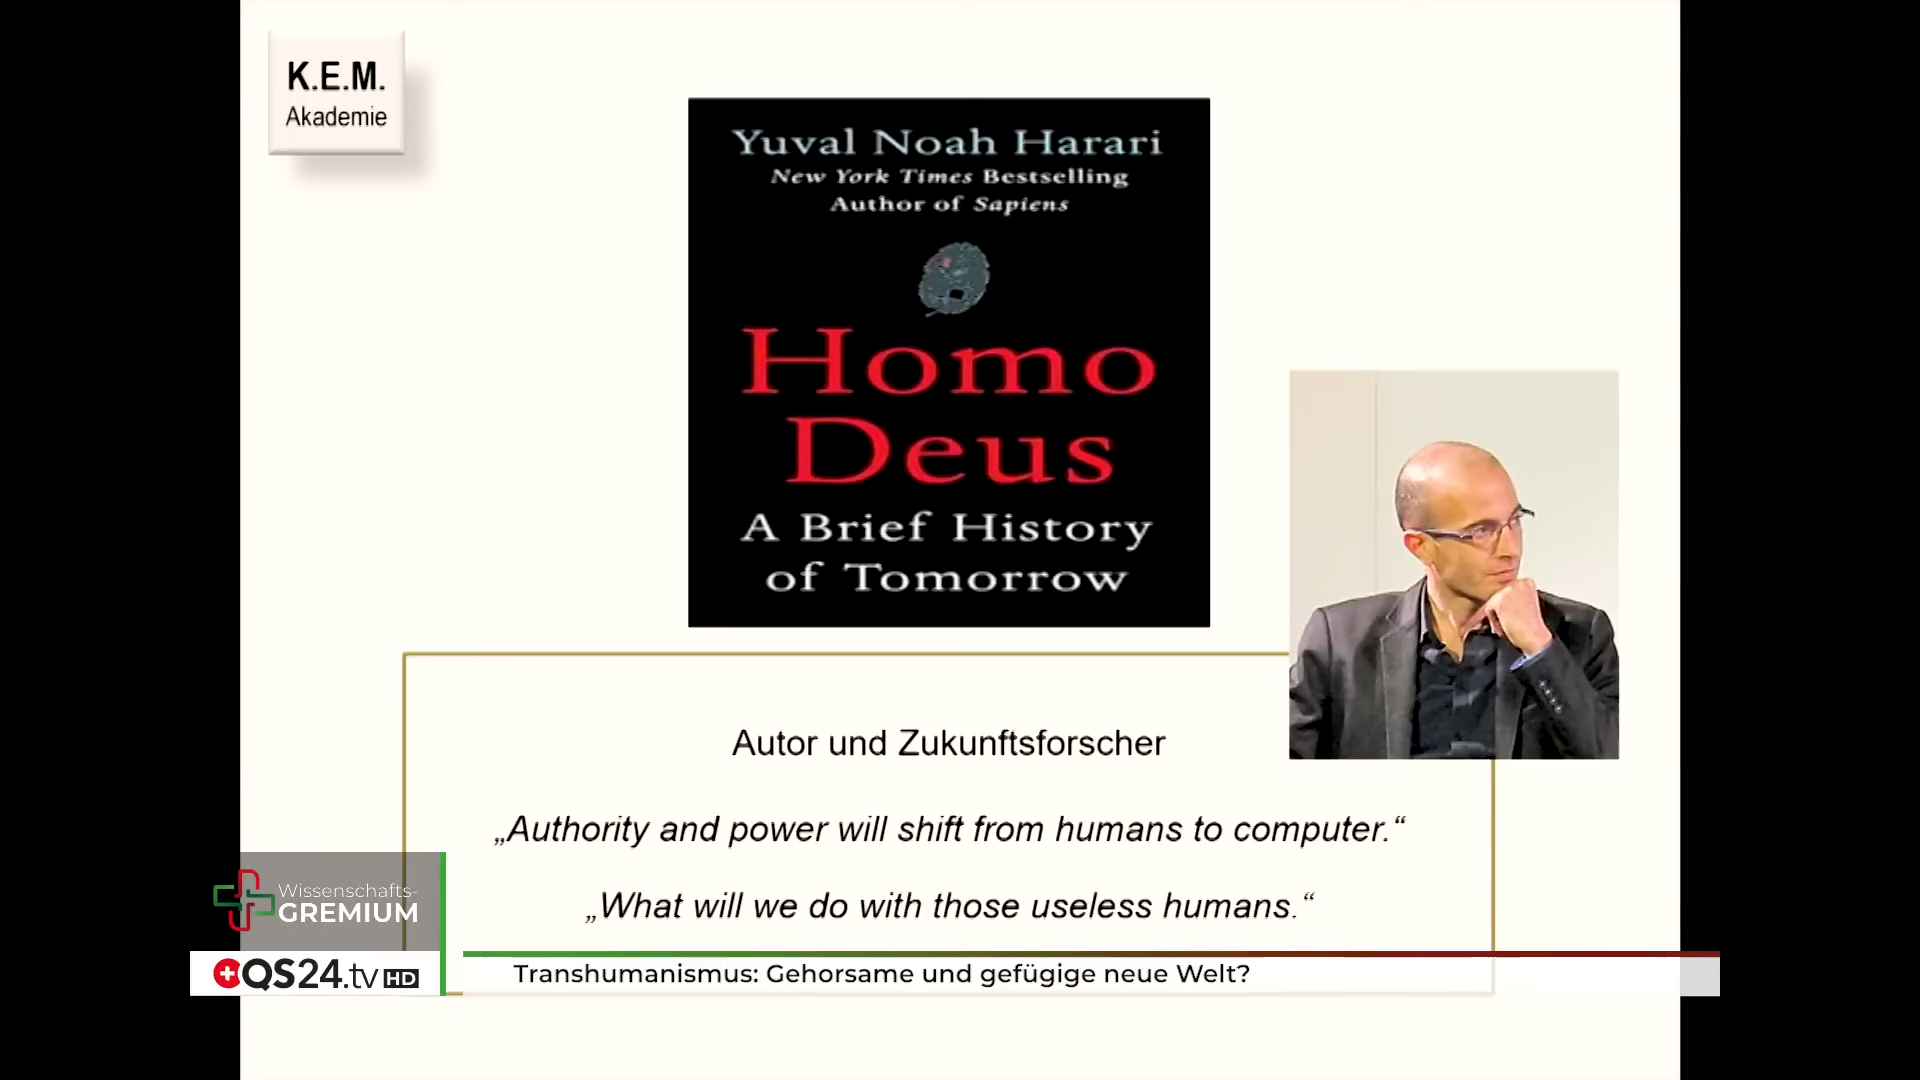 K.E.M.
Akademie
Yuval Noah Harari
New York Times Bestselling
Author of Sapiens
Homo
Deus
A Brief History
of Tomorrow
Autor und Zukunftsforscher
„Authority and power will shift from humans to computer.“
„What will we do with those useless humans.“
Wissenschafts-
GREMIUM
QS24.tv HD
Transhumanismus: Gehorsame und gefügige neue Welt?